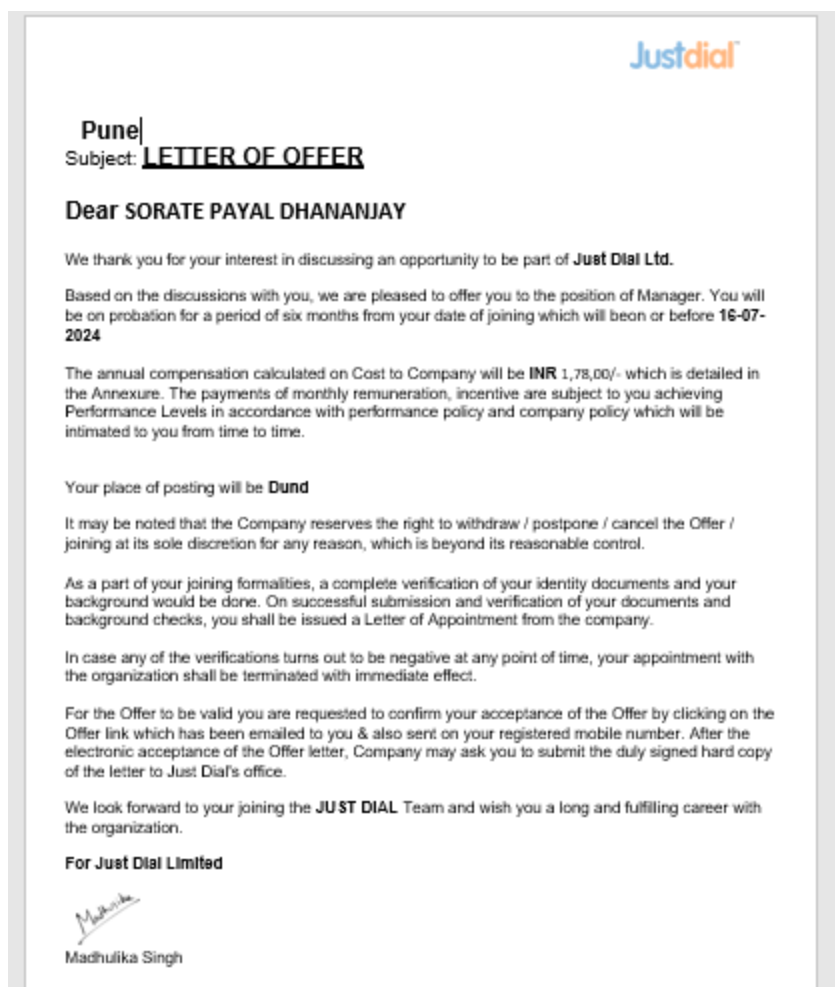 Justdial
Pune
Subject: LETTER OF OFFER
Dear SORATE PAYAL DHANANJAY
We thank you for your interest in discussing an opportunity to be part of Just Dial Ltd.
Based on the discussions with you, we are pleased to offer you to the position of Manager. You will
be on probation for a period of six months from your date of joining which will beon or before 16-07-
2024
The annual compensation calculated on Cost to Company will be INR 1,78,00/- which is detailed in
the Annexure. The payments of monthly remuneration, incentive are subject to you achieving
Performance Levels in accordance with performance policy and company policy which will be
intimated to you from time to time.
Your place of posting will be Dund
It may be noted that the Company reserves the right to withdraw / postpone / cancel the Offer /
joining at its sole discretion for any reason, which is beyond its reasonable control.
As a part of your joining formalities, a complete verification of your identity documents and your
background would be done. On successful submission and verification of your documents and
background checks, you shall be issued a Letter of Appointment from the company.
In case any of the verifications turns out to be negative at any point of time, your appointment with
the organization shall be terminated with immediate effect.
For the Offer to be valid you are requested to confirm your acceptance of the Offer by clicking on the
Offer link which has been emailed to you & also sent on your registered mobile number. After the
electronic acceptance of the Offer letter, Company may ask you to submit the duly signed hard copy
of the letter to Just Dial's office.
We look forward to your joining the JUST DIAL Team and wish you a long and fulfilling career with
the organization.
For Just Dial Limited
Madhulika
Madhulika Singh